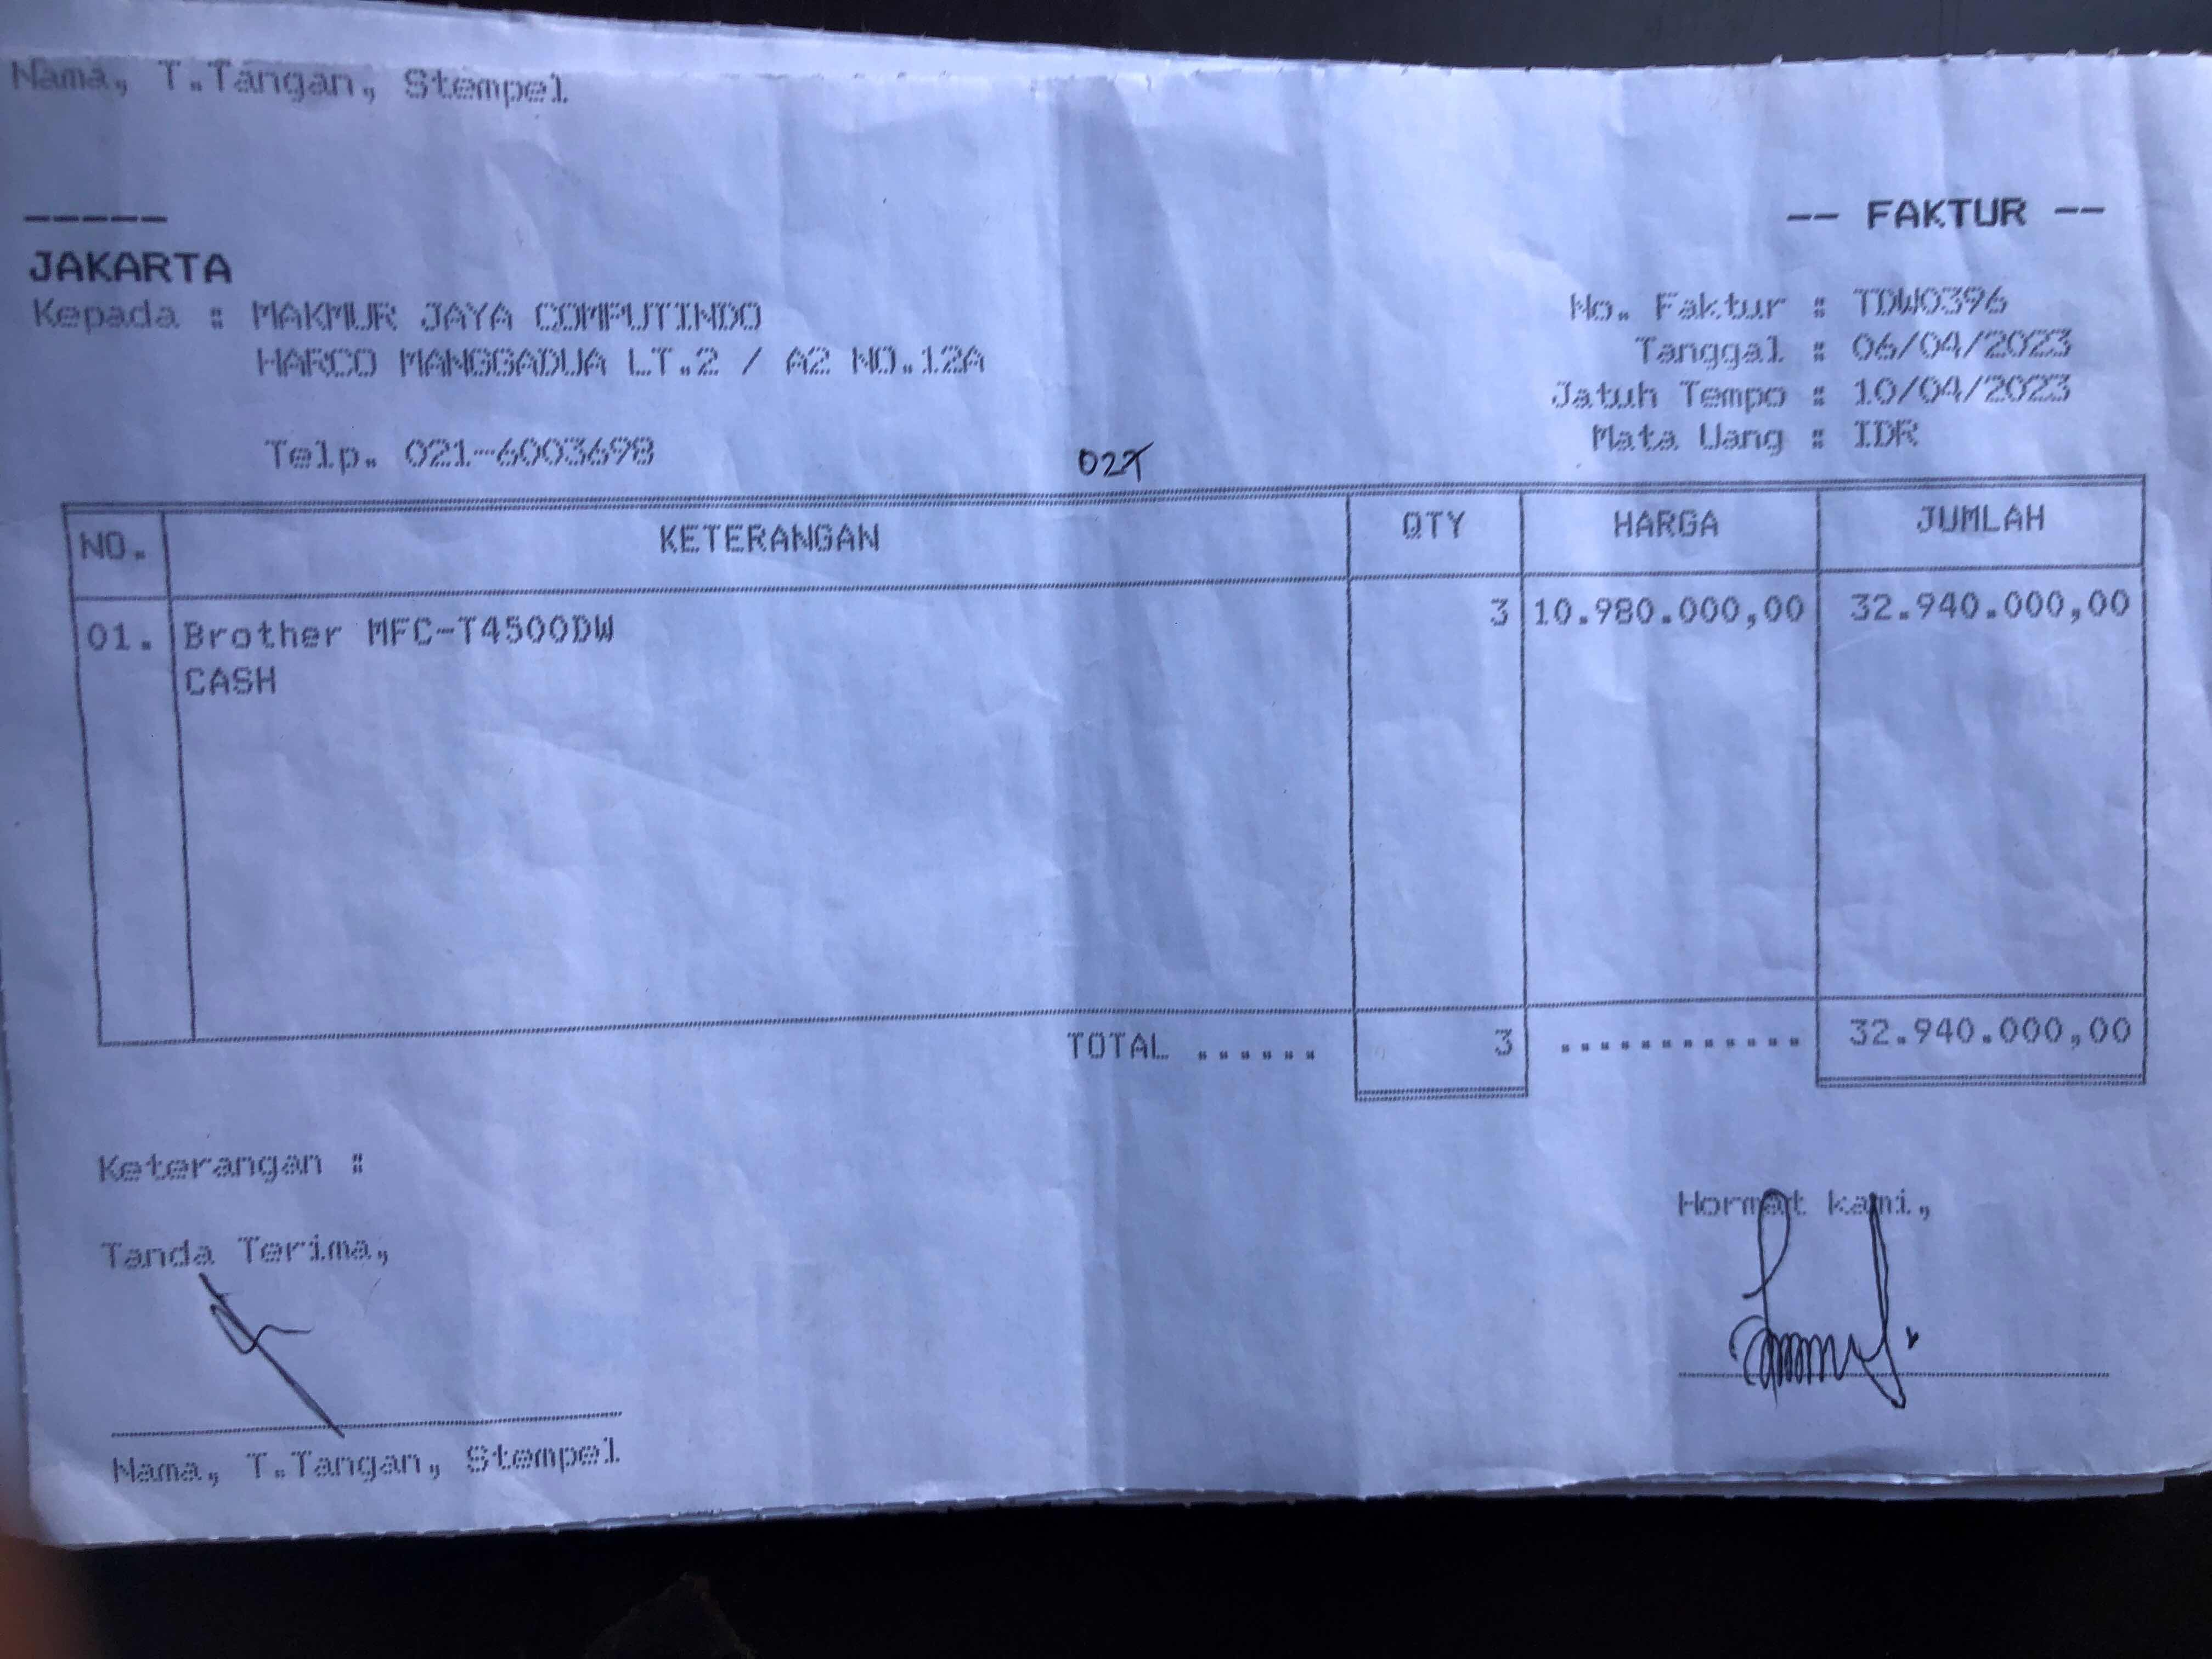 Nama, T.Tangan, Stempel
-----
-- FAKTUR --
JAKARTA
Kepada : MAKMUR JAYA COMPUTINDO
HARCO MANGGADUA LT.2 / A2 NO.12A
Telp. 021-6003698
No. Faktur : TDW0396
Tanggal : 06/04/2023
Jatuh Tempo : 10/04/2023
Mata Uang : IDR
NO. KETERANGAN QTY HARGA JUMLAH
01. Brother MFC-T4500DW 3 10.980.000,00 32.940.000,00
CASH
TOTAL ...... 3 ............ 32.940.000,00
Keterangan :
Tanda Terima,
Hormat kami,
Nama, T.Tangan, Stempel